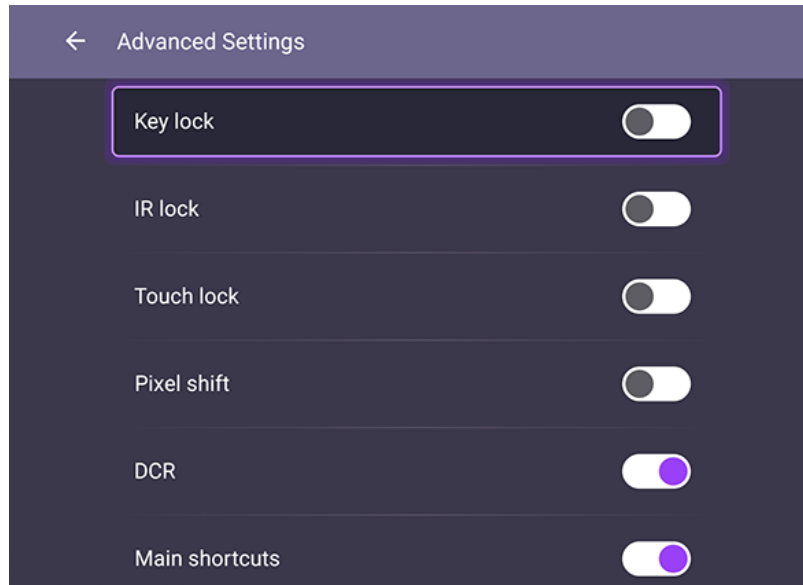 Advanced Settings
Key lock
IR lock
Touch lock
Pixel shift
DCR
Main shortcuts